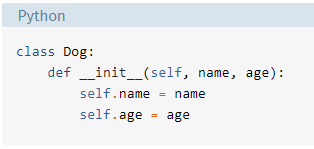 Python
class Dog:
    def __init__(self, name, age):
        self.name = name
        self.age = age